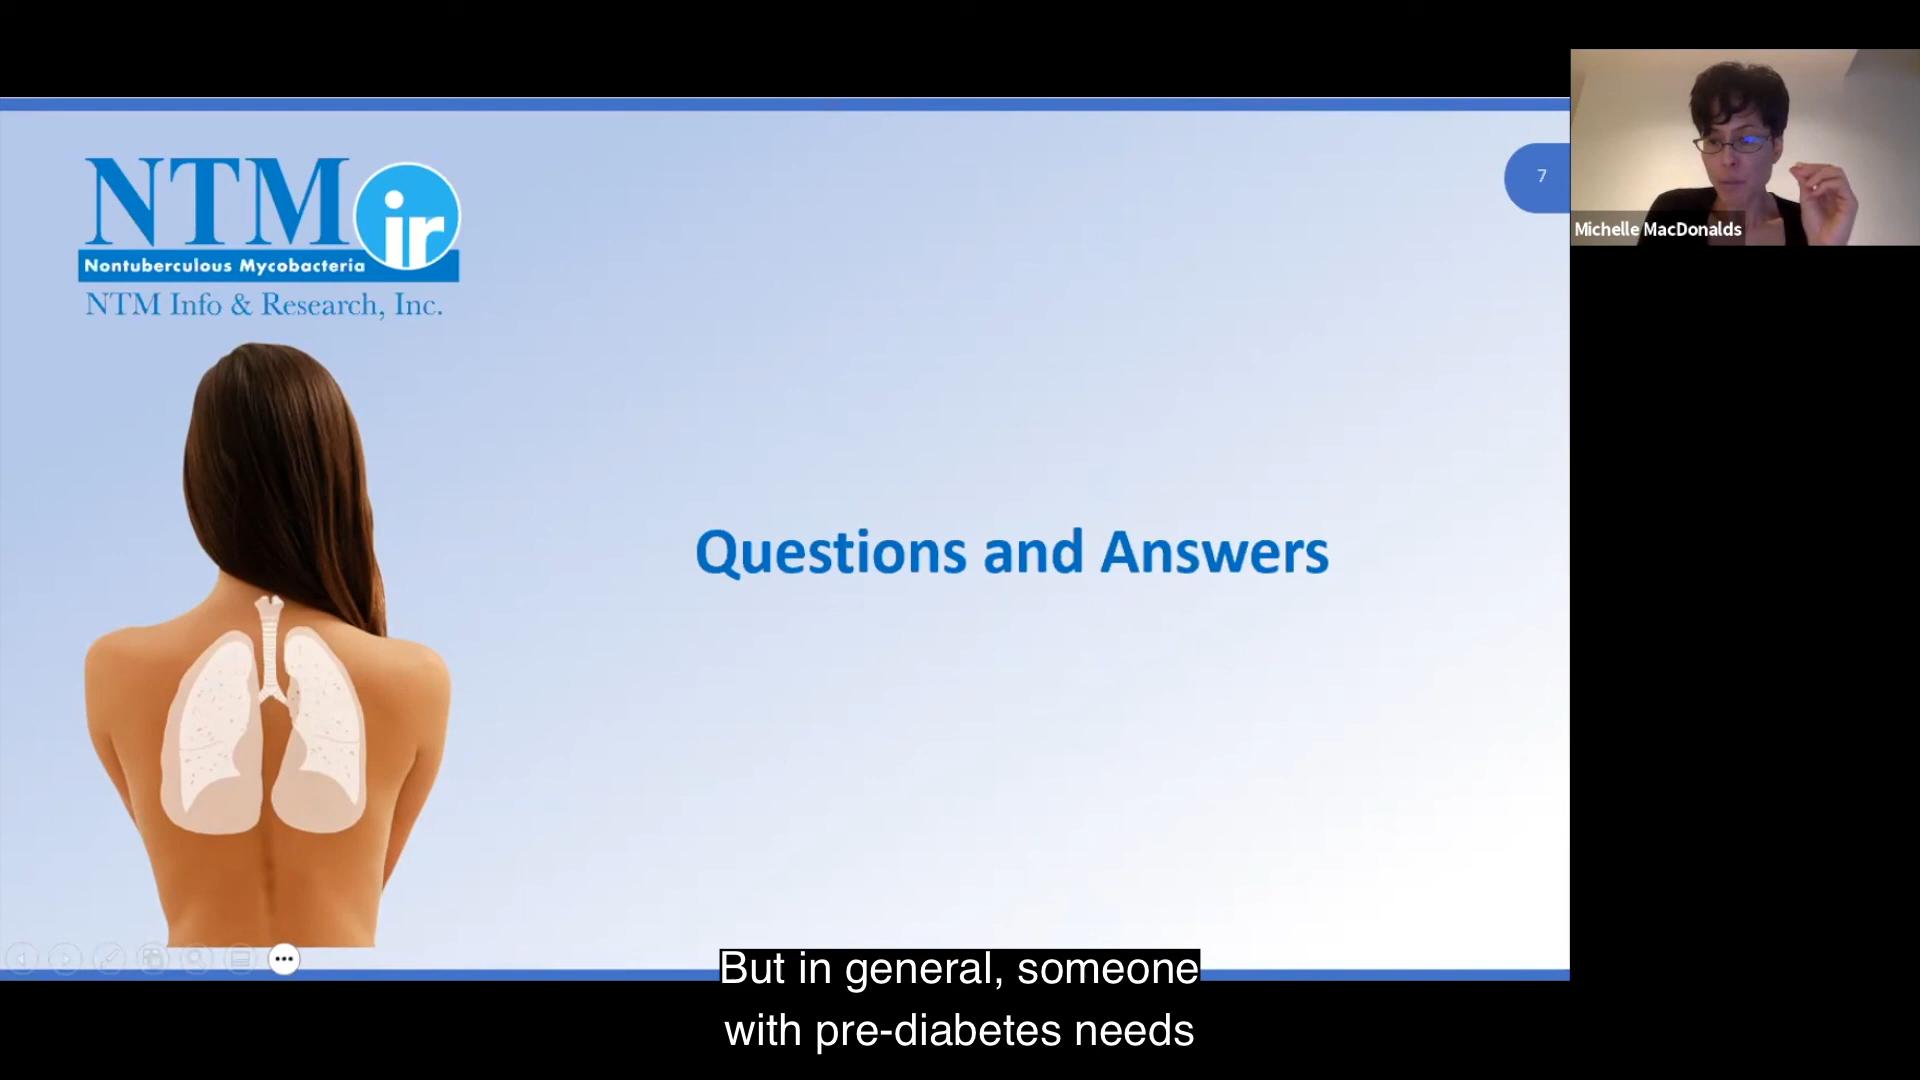 NTM
ir
Nontuberculous Mycobacteria
NTM Info & Research, Inc.
7
Michelle MacDonalds
Questions and Answers
But in general, someone
with pre-diabetes needs